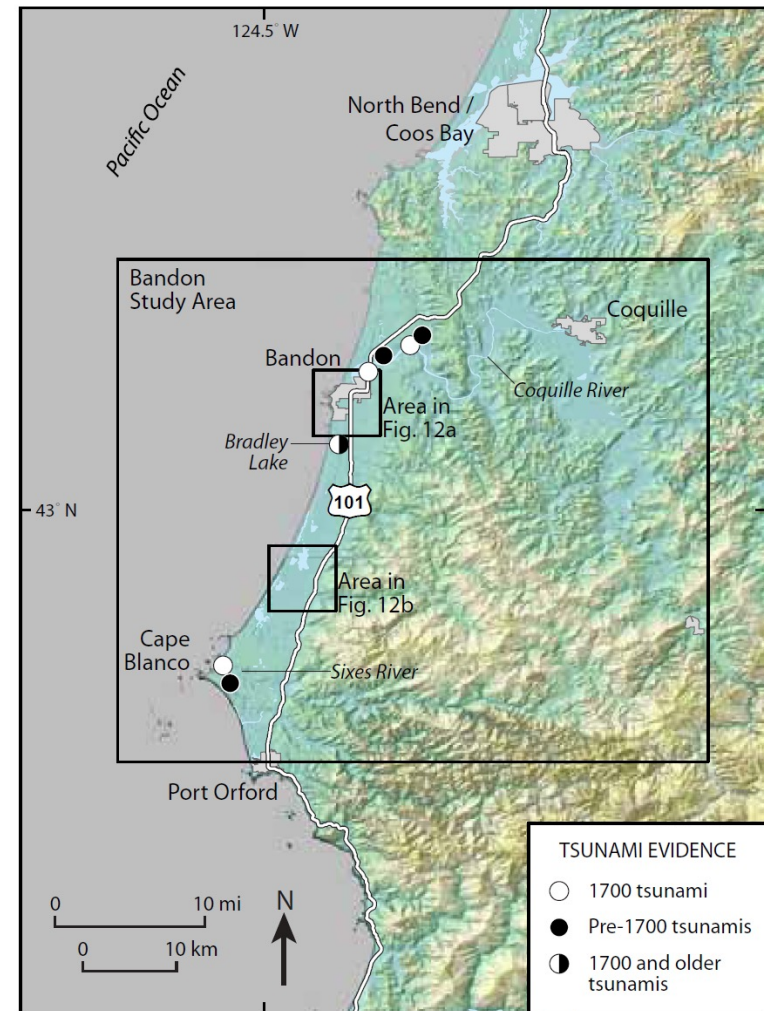 124.5° W
Pacific Ocean
North Bend /
Coos Bay
Bandon
Study Area
Coquille
Bandon
Coquille River
Area in
Fig. 12a
Bradley
Lake
101
43° N
Area in
Fig. 12b
Cape
Blanco
Sixes River
Port Orford
TSUNAMI EVIDENCE
1700 tsunami
Pre-1700 tsunamis
1700 and older
tsunamis
0 10 mi
0 10 km
N